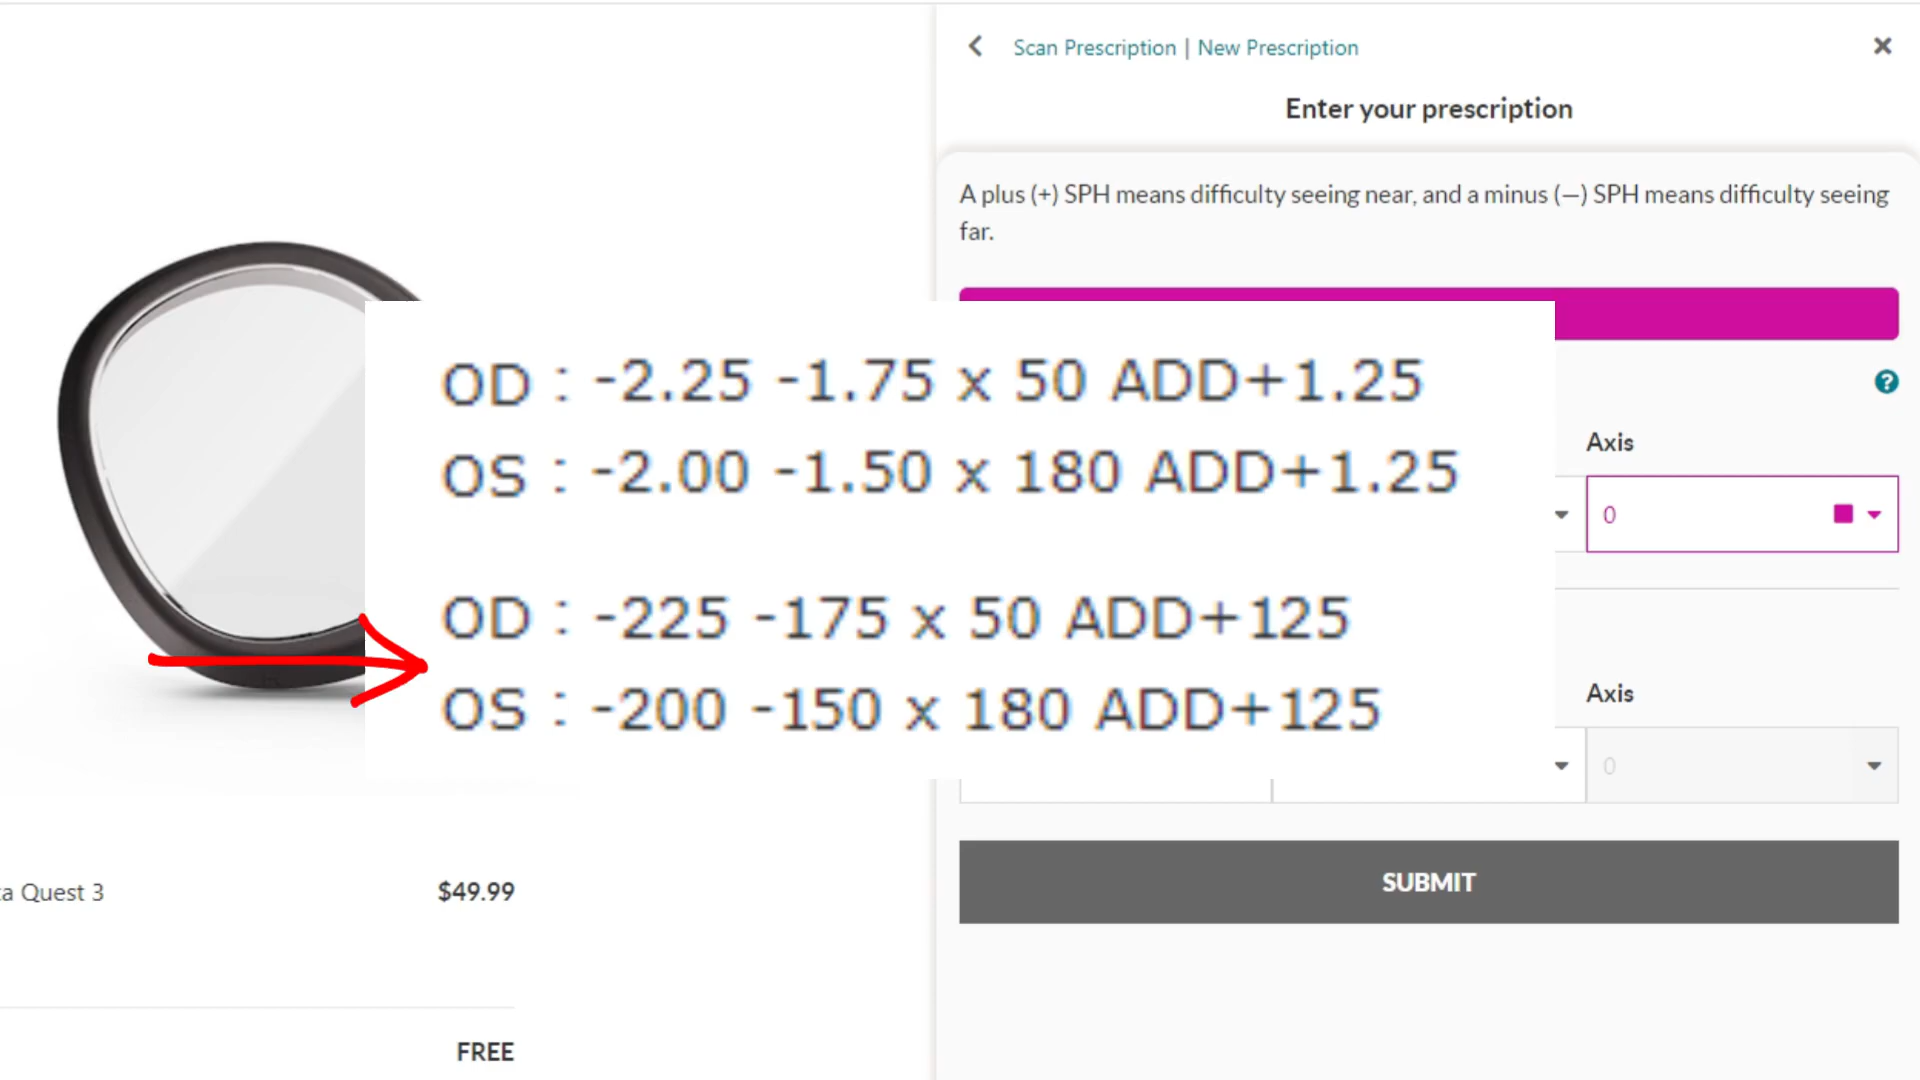 Scan Prescription | New Prescription
Enter your prescription
A plus (+) SPH means difficulty seeing near, and a minus (—) SPH means difficulty seeing
far.
OD : -2.25 -1.75 x 50 ADD+1.25
OS : -2.00 -1.50 x 180 ADD+1.25
Axis
0
OD : -225 -175 x 50 ADD+125
OS : -200 -150 x 180 ADD+125
Axis
0
SUBMIT
a Quest 3 $49.99
FREE